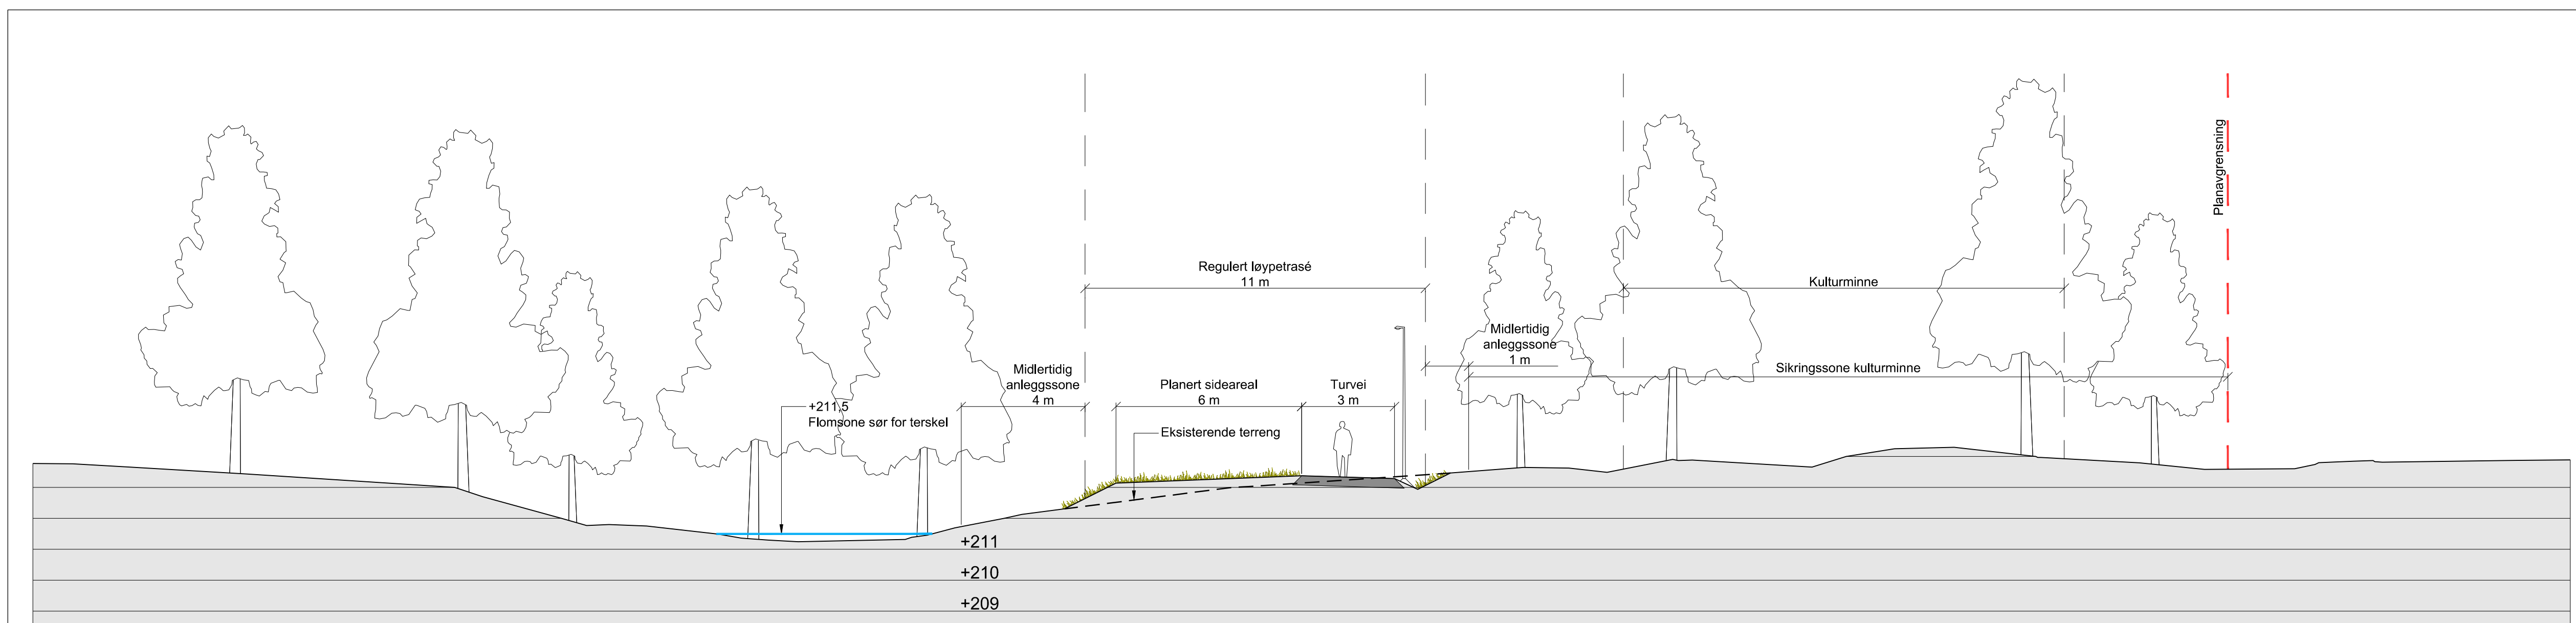 Planavgrensning
Regulert løypetrasé
11 m
Kulturminne
Midlertidig
anleggssone
1 m
Sikringssone kulturminne
Midlertidig
anleggssone
4 m
Planert sideareal
6 m
Turvei
3 m
+211,5
Flomsone sør for terskel
Eksisterende terreng
+211
+210
+209